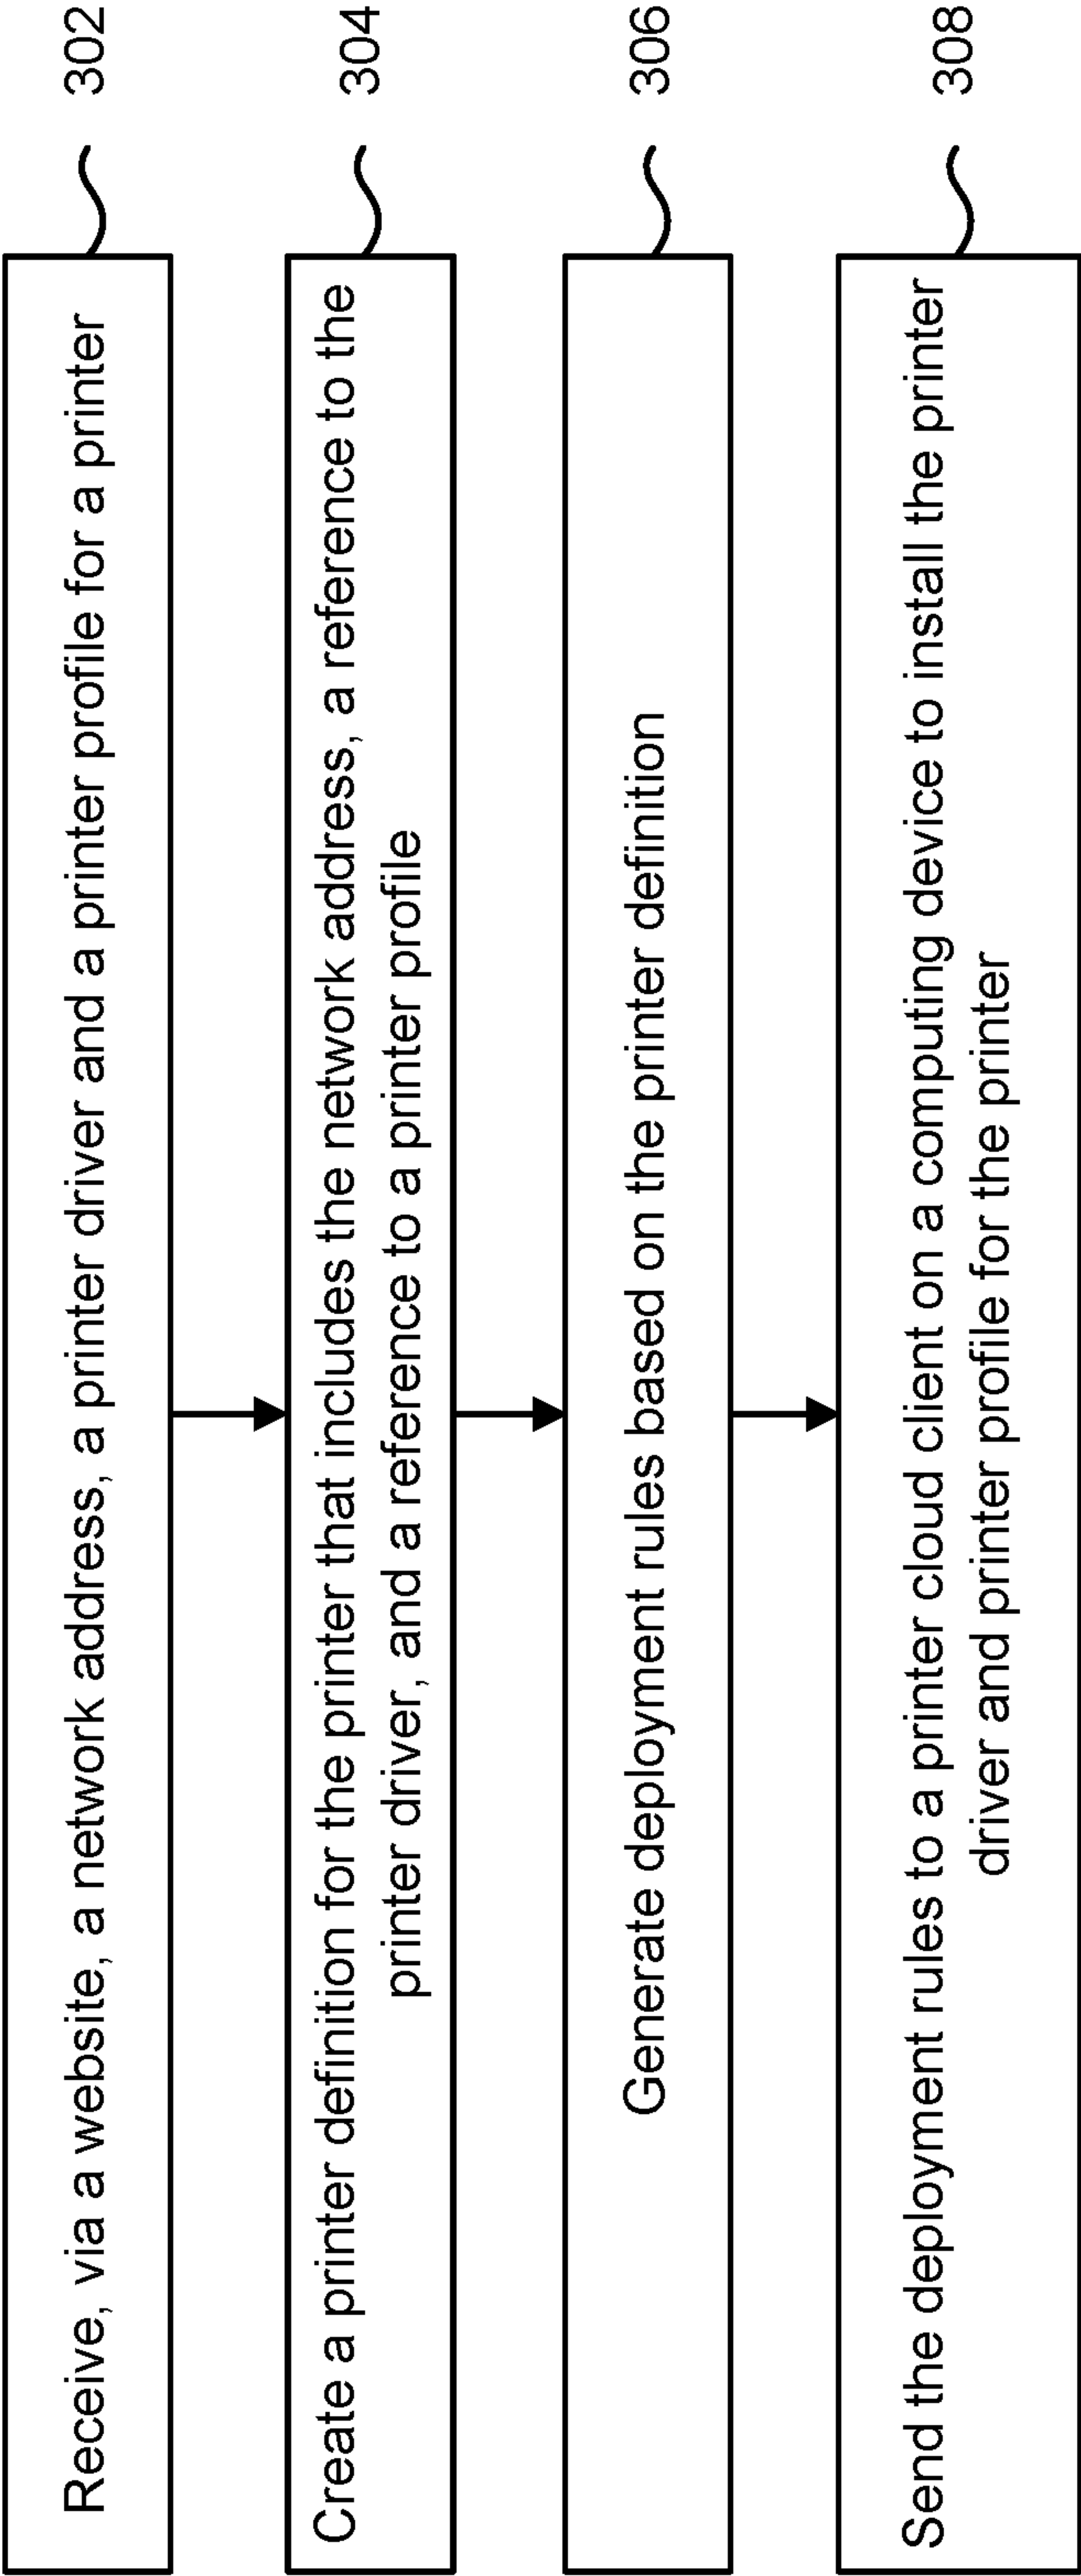 Receive, via a website, a network address, a printer driver and a printer profile for a printer
302
Create a printer definition for the printer that includes the network address, a reference to the
printer driver, and a reference to a printer profile
304
Generate deployment rules based on the printer definition
306
Send the deployment rules to a printer cloud client on a computing device to install the printer
driver and printer profile for the printer
308